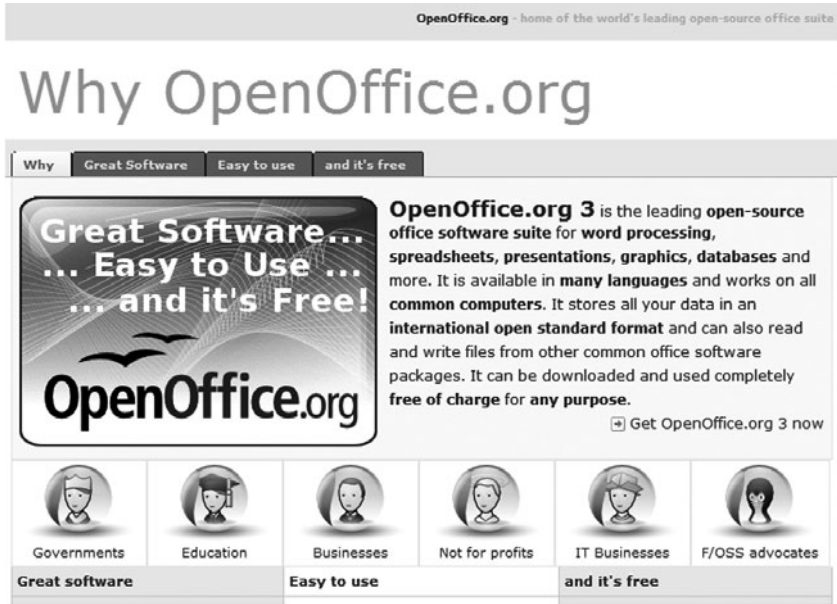 OpenOffice.org - home of the world's leading open-source office suite
Why OpenOffice.org
Why Great Software Easy to use and it's free
Great Software...
... Easy to Use ...
... and it's Free!
OpenOffice.org
OpenOffice.org 3 is the leading open-source
office software suite for word processing,
spreadsheets, presentations, graphics, databases and
more. It is available in many languages and works on all
common computers. It stores all your data in an
international open standard format and can also read
and write files from other common office software
packages. It can be downloaded and used completely
free of charge for any purpose.
Get OpenOffice.org 3 now
Governments Education Businesses Not for profits IT Businesses F/OSS advocates
Great software Easy to use and it's free